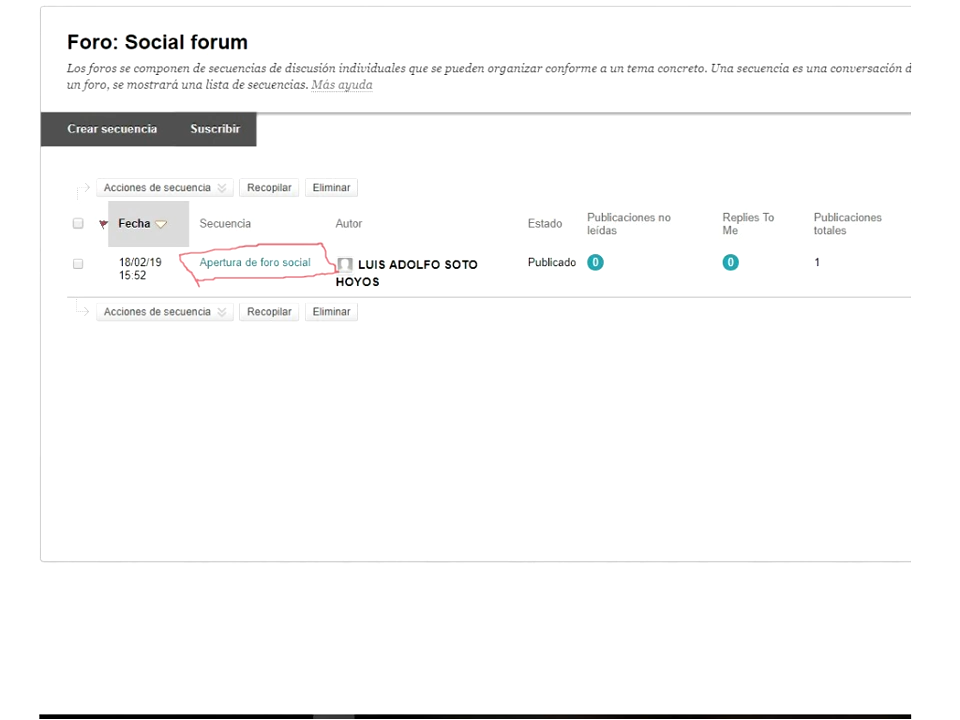 Foro: Social forum
Los foros se componen de secuencias de discusión individuales que se pueden organizar conforme a un tema concreto. Una secuencia es una conversación
un foro, se mostrará una lista de secuencias. Más ayuda
Crear secuencia Suscribir
Acciones de secuencia Recopilar Eliminar
Fecha Secuencia Autor Estado Publicaciones no leídas Replies To Me Publicaciones totales
18/02/19 15:52 Apertura de foro social LUIS ADOLFO SOTO HOYOS Publicado 0 0 1
Acciones de secuencia Recopilar Eliminar